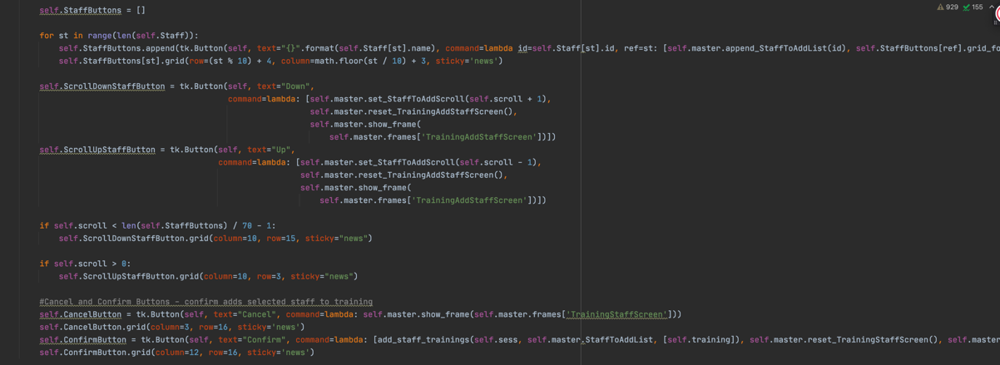 929 155
self.StaffButtons = []
for st in range(len(self.Staff)):
self.StaffButtons.append(tk.Button(self, text="{}".format(self.Staff[st].name), command=lambda id=self.Staff[st].id, ref=st: [self.master.append_StaffToAddList(id), self.StaffButtons[ref].grid_fo
self.StaffButtons[st].grid(row=(st % 10) + 4, column=math.floor(st / 10) + 3, sticky='news')
self.ScrollDownStaffButton = tk.Button(self, text="Down",
command=lambda: [self.master.set_StaffToAddScroll(self.scroll + 1),
self.master.reset_TrainingAddStaffScreen(),
self.master.show_frame(
self.master.frames['TrainingAddStaffScreen'])])
self.ScrollUpStaffButton = tk.Button(self, text="Up",
command=lambda: [self.master.set_StaffToAddScroll(self.scroll - 1),
self.master.reset_TrainingAddStaffScreen(),
self.master.show_frame(
self.master.frames['TrainingAddStaffScreen'])])
if self.scroll < len(self.StaffButtons) / 70 - 1:
self.ScrollDownStaffButton.grid(column=10, row=15, sticky="news")
if self.scroll > 0:
self.ScrollUpStaffButton.grid(column=10, row=3, sticky="news")
#Cancel and Confirm Buttons - confirm adds selected staff to training
self.CancelButton = tk.Button(self, text="Cancel", command=lambda: self.master.show_frame(self.master.frames['TrainingStaffScreen']))
self.CancelButton.grid(column=3, row=16, sticky='news')
self.ConfirmButton = tk.Button(self, text="Confirm", command=lambda: [add_staff_trainings(self.sess, self.master.StaffToAddList, [self.training]), self.master.reset_TrainingStaffScreen(), self.master
self.ConfirmButton.grid(column=12, row=16, sticky='news')